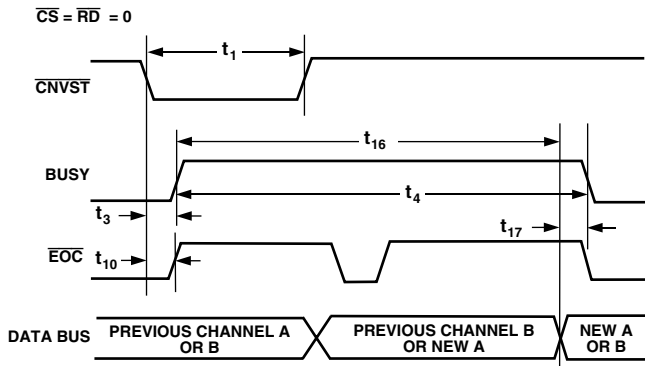 CS = RD = 0
t1
CNVST
t16
BUSY
t4
t3
t17
EOC
t10
DATA BUS
PREVIOUS CHANNEL A
OR B
PREVIOUS CHANNEL B
OR NEW A
NEW A
OR B